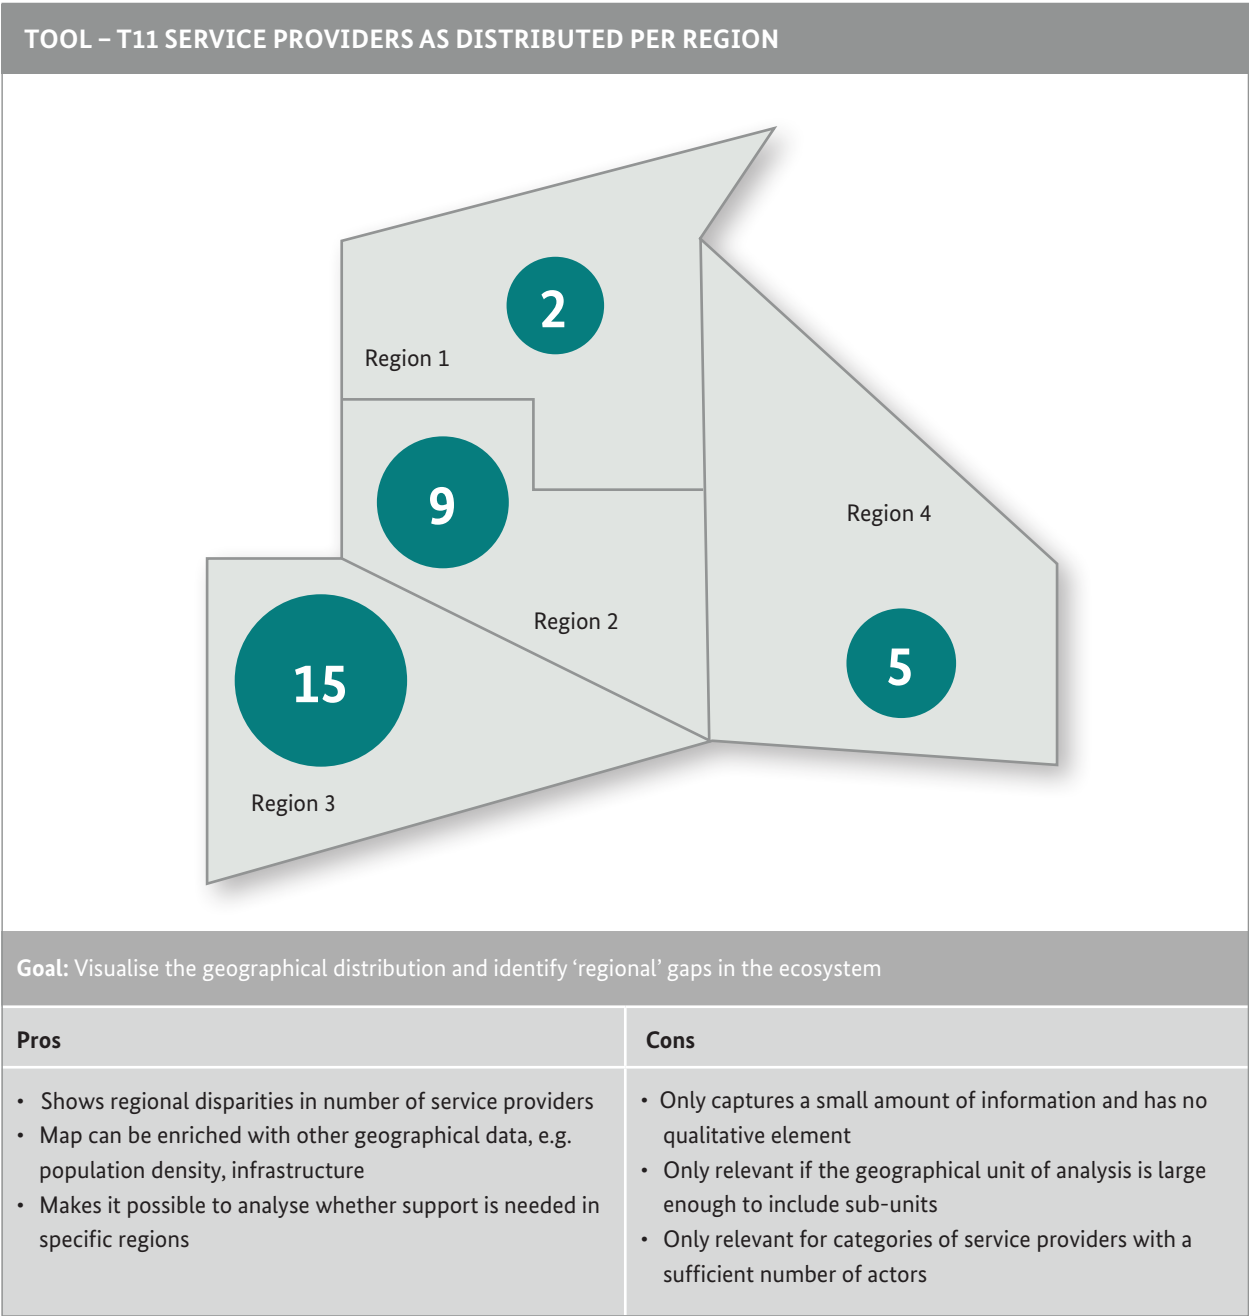 TOOL – T11 SERVICE PROVIDERS AS DISTRIBUTED PER REGION
2
Region 1
9
Region 4
Region 2
5
15
Region 3
Goal: Visualise the geographical distribution and identify ‘regional’ gaps in the ecosystem
Pros
• Shows regional disparities in number of service providers
• Map can be enriched with other geographical data, e.g.
population density, infrastructure
• Makes it possible to analyse whether support is needed in
specific regions
Cons
• Only captures a small amount of information and has no
qualitative element
• Only relevant if the geographical unit of analysis is large
enough to include sub-units
• Only relevant for categories of service providers with a
sufficient number of actors